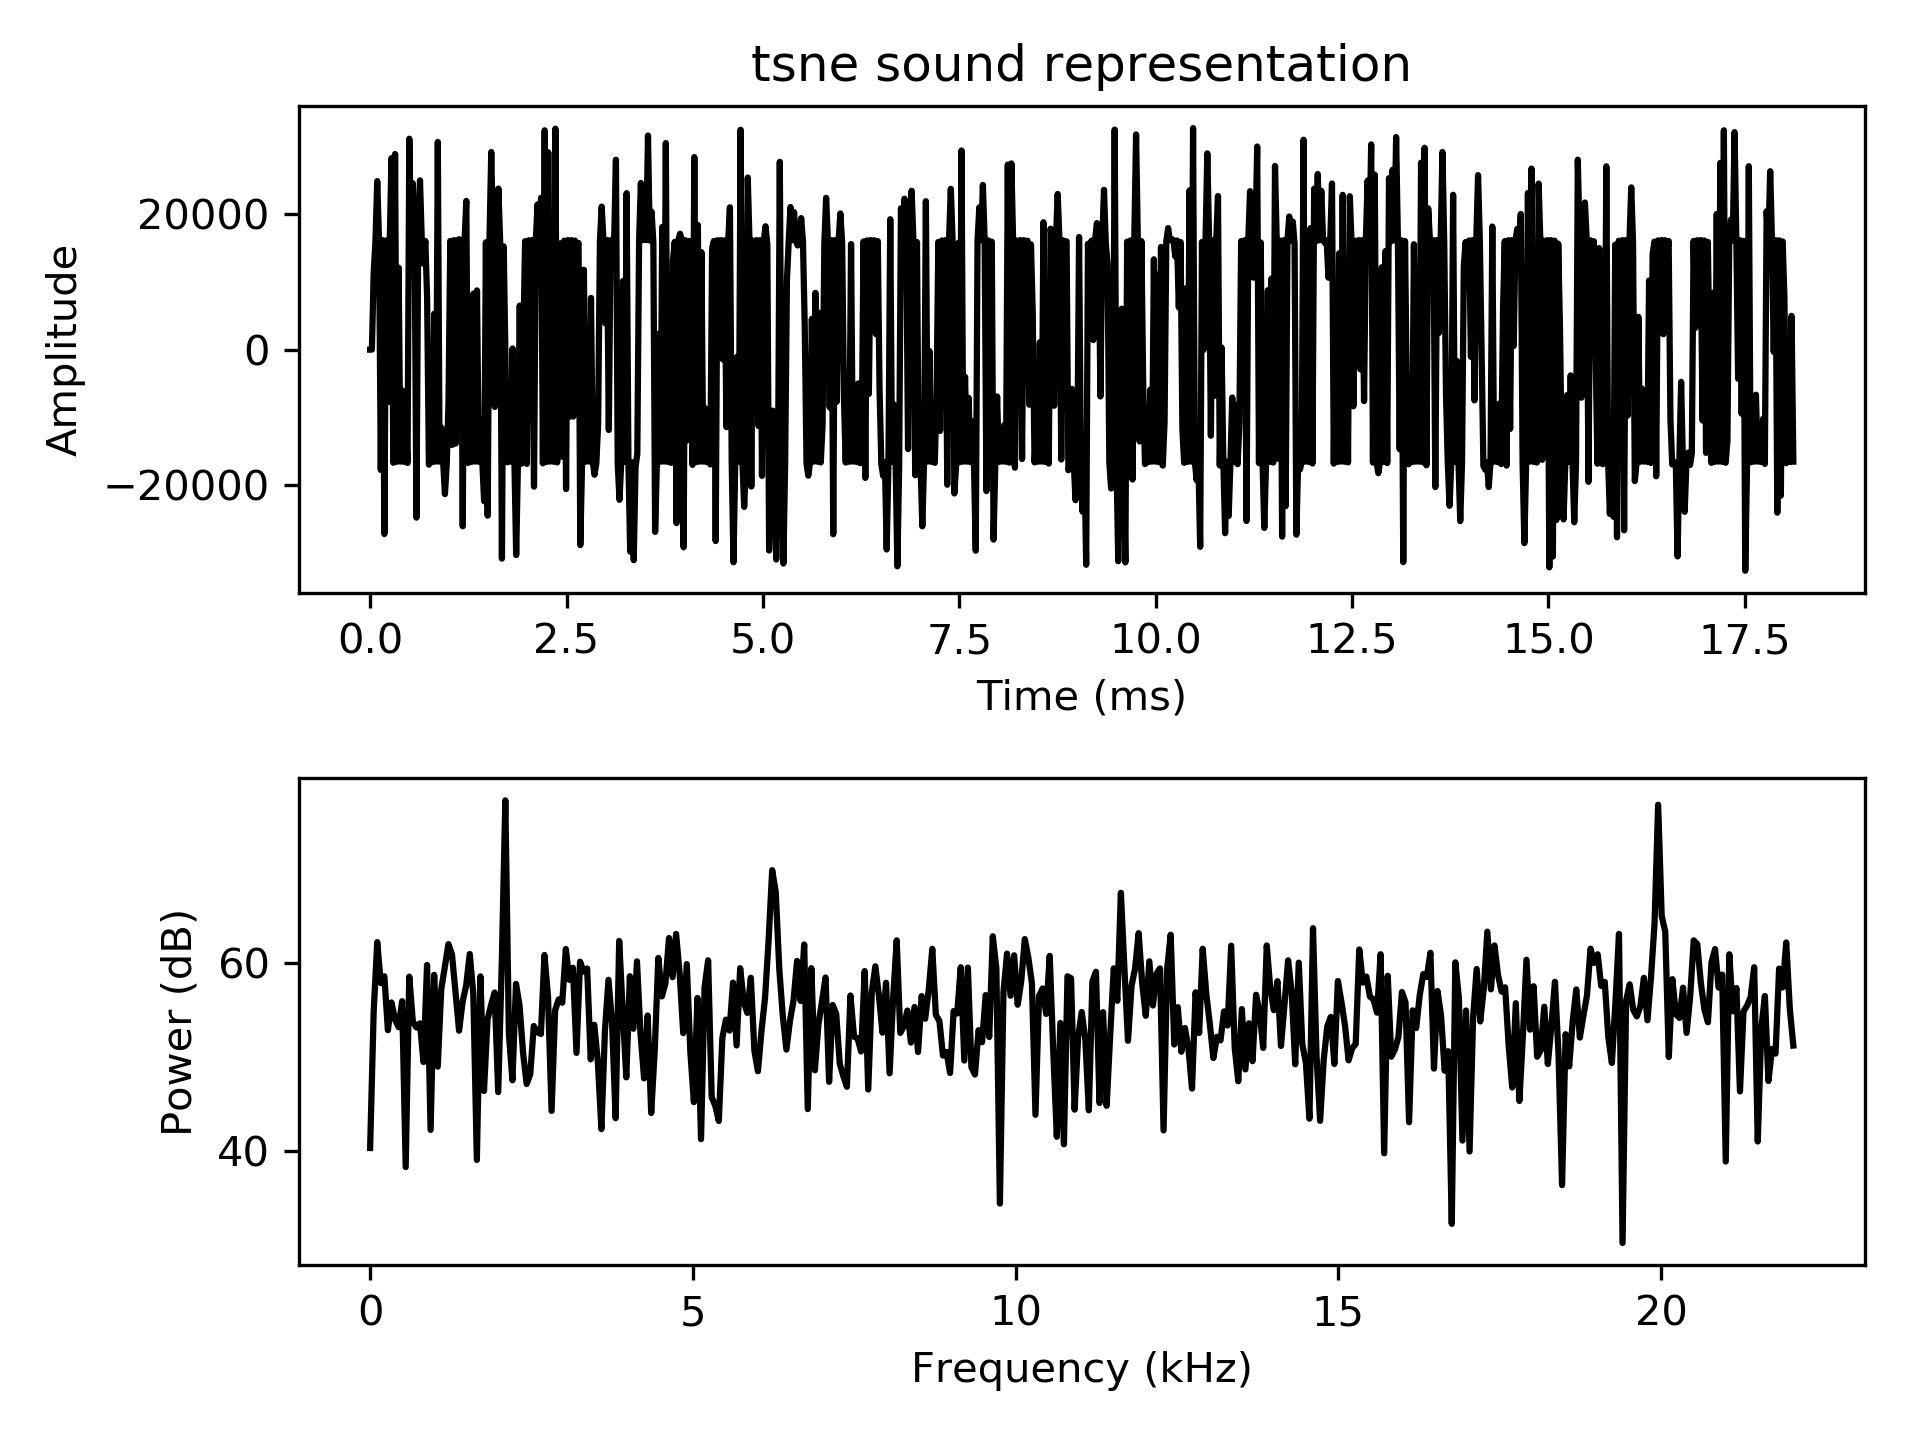 tsne sound representation
Amplitude
20000
0
−20000
0.0 2.5 5.0 7.5 10.0 12.5 15.0 17.5
Time (ms)
Power (dB)
60
40
0 5 10 15 20
Frequency (kHz)